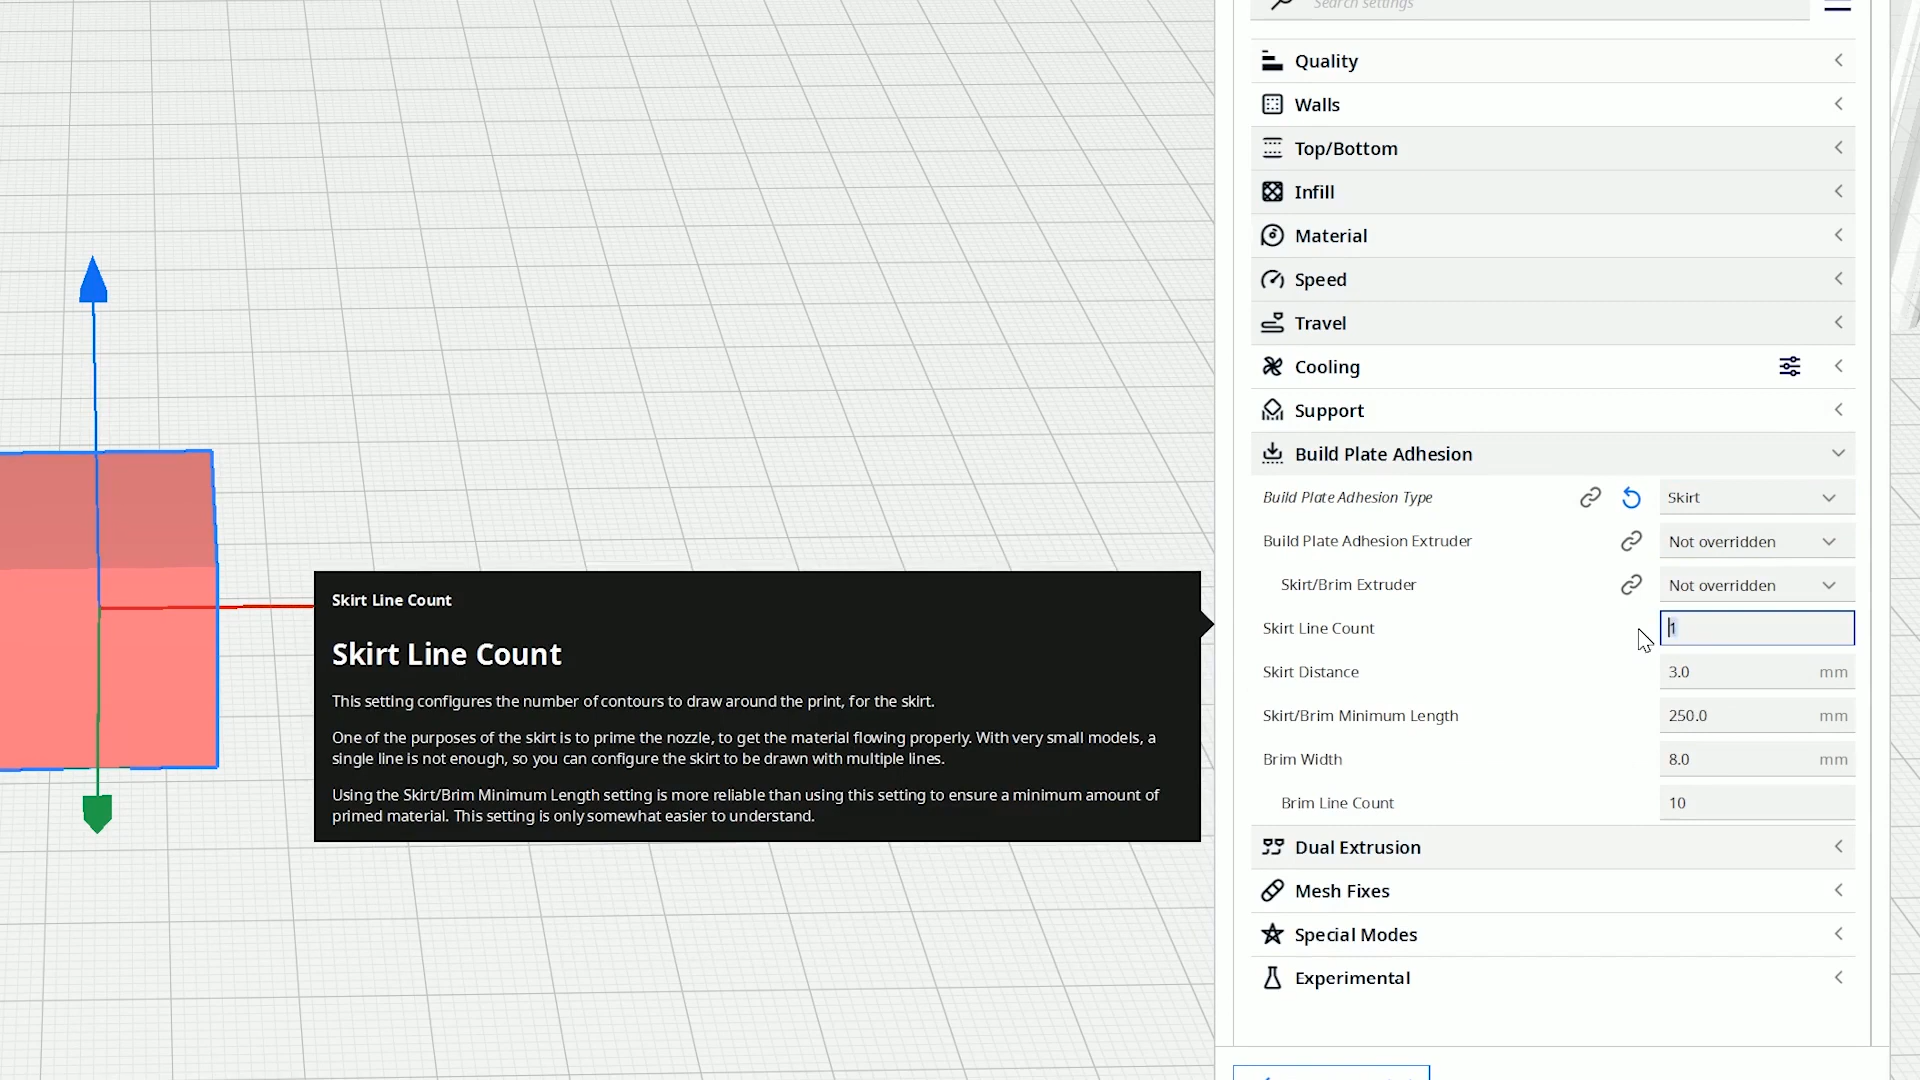 Search settings
Quality
Walls
Top/Bottom
Infill
Material
Speed
Travel
Cooling
Support
Build Plate Adhesion
Build Plate Adhesion Type
Skirt
Build Plate Adhesion Extruder
Not overridden
Skirt/Brim Extruder
Not overridden
Skirt Line Count
1
Skirt Distance
3.0 mm
Skirt/Brim Minimum Length
250.0 mm
Brim Width
8.0 mm
Brim Line Count
10
Dual Extrusion
Mesh Fixes
Special Modes
Experimental
Skirt Line Count
Skirt Line Count
This setting configures the number of contours to draw around the print, for the skirt.
One of the purposes of the skirt is to prime the nozzle, to get the material flowing properly. With very small models, a
single line is not enough, so you can configure the skirt to be drawn with multiple lines.
Using the Skirt/Brim Minimum Length setting is more reliable than using this setting to ensure a minimum amount of
primed material. This setting is only somewhat easier to understand.